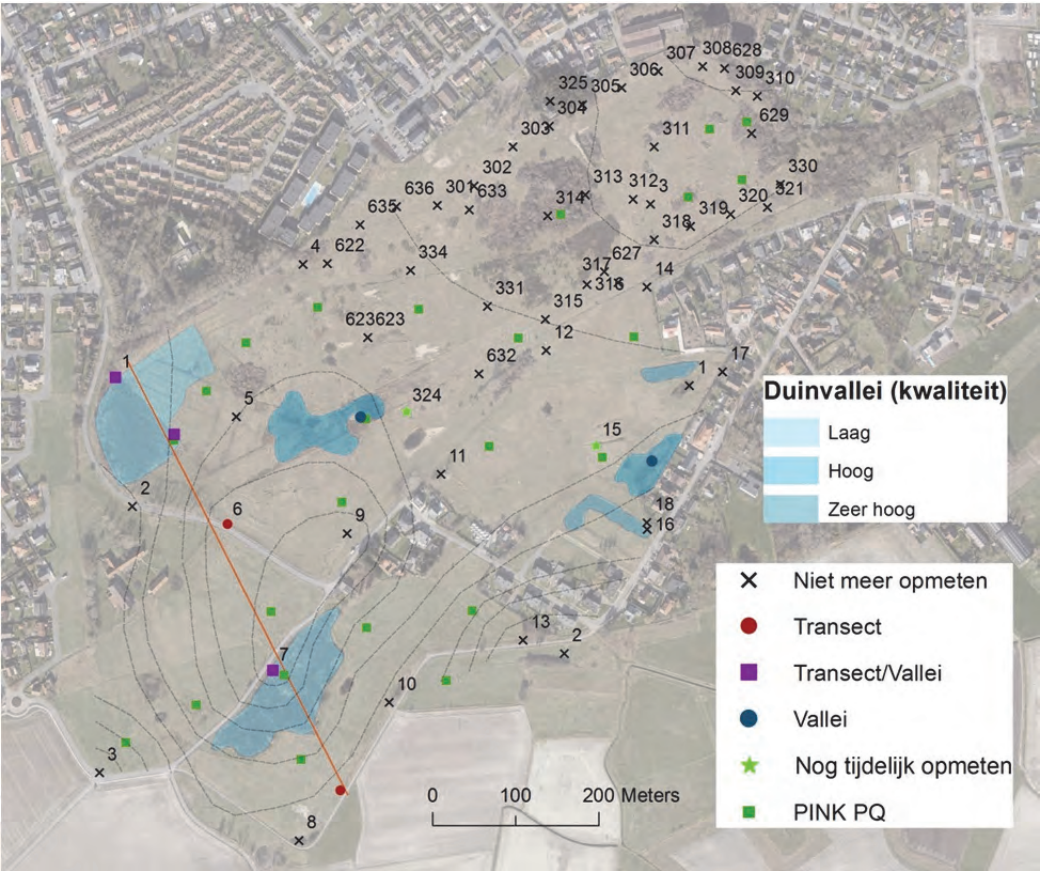 307 308 628
306 309 310
325 305
304 629
303 311
302 313 312 3 330
636 301 633 314 320 321
635 318 319
4 622 334 317 627 14
316
331 315
623 623 12
1 632 1 17
5 324
15
11
2 6 9 18
16
13 2
7
10
3
8
Duinvallei (kwaliteit)
Laag
Hoog
Zeer hoog
Niet meer opmeten
Transect
Transect/Vallei
Vallei
Nog tijdelijk opmeten
PINK PQ
0 100 200 Meters